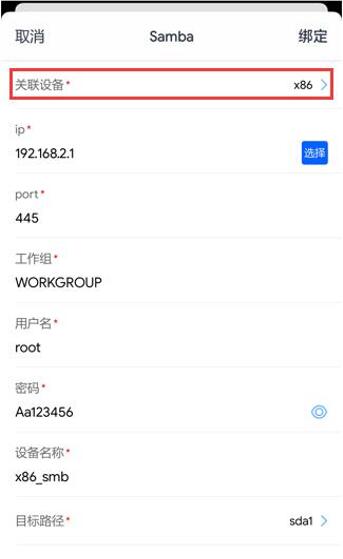 取消 Samba 绑定
关联设备* x86 >
ip*
192.168.2.1 选择
port*
445
工作组*
WORKGROUP
用户名*
root
密码*
Aa123456
设备名称*
x86_smb
目标路径* sda1 >